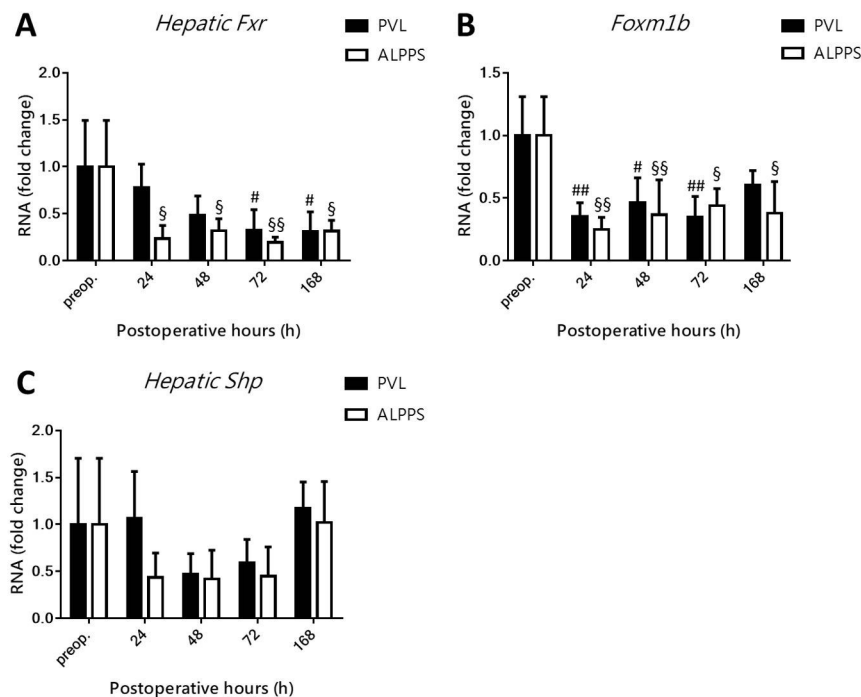 A
Hepatic Fxr
PVL
ALPPS
2.0
1.5
1.0
0.5
0.0
RNA (fold change)
§
§
#
§§
#
§
preop.
24
48
72
168
Postoperative hours (h)
B
Foxm1b
PVL
ALPPS
1.5
1.0
0.5
0.0
RNA (fold change)
##
§§
#
§§
##
§
§
preop.
24
48
72
168
Postoperative hours (h)
C
Hepatic Shp
PVL
ALPPS
2.0
1.5
1.0
0.5
0.0
RNA (fold change)
preop.
24
48
72
168
Postoperative hours (h)